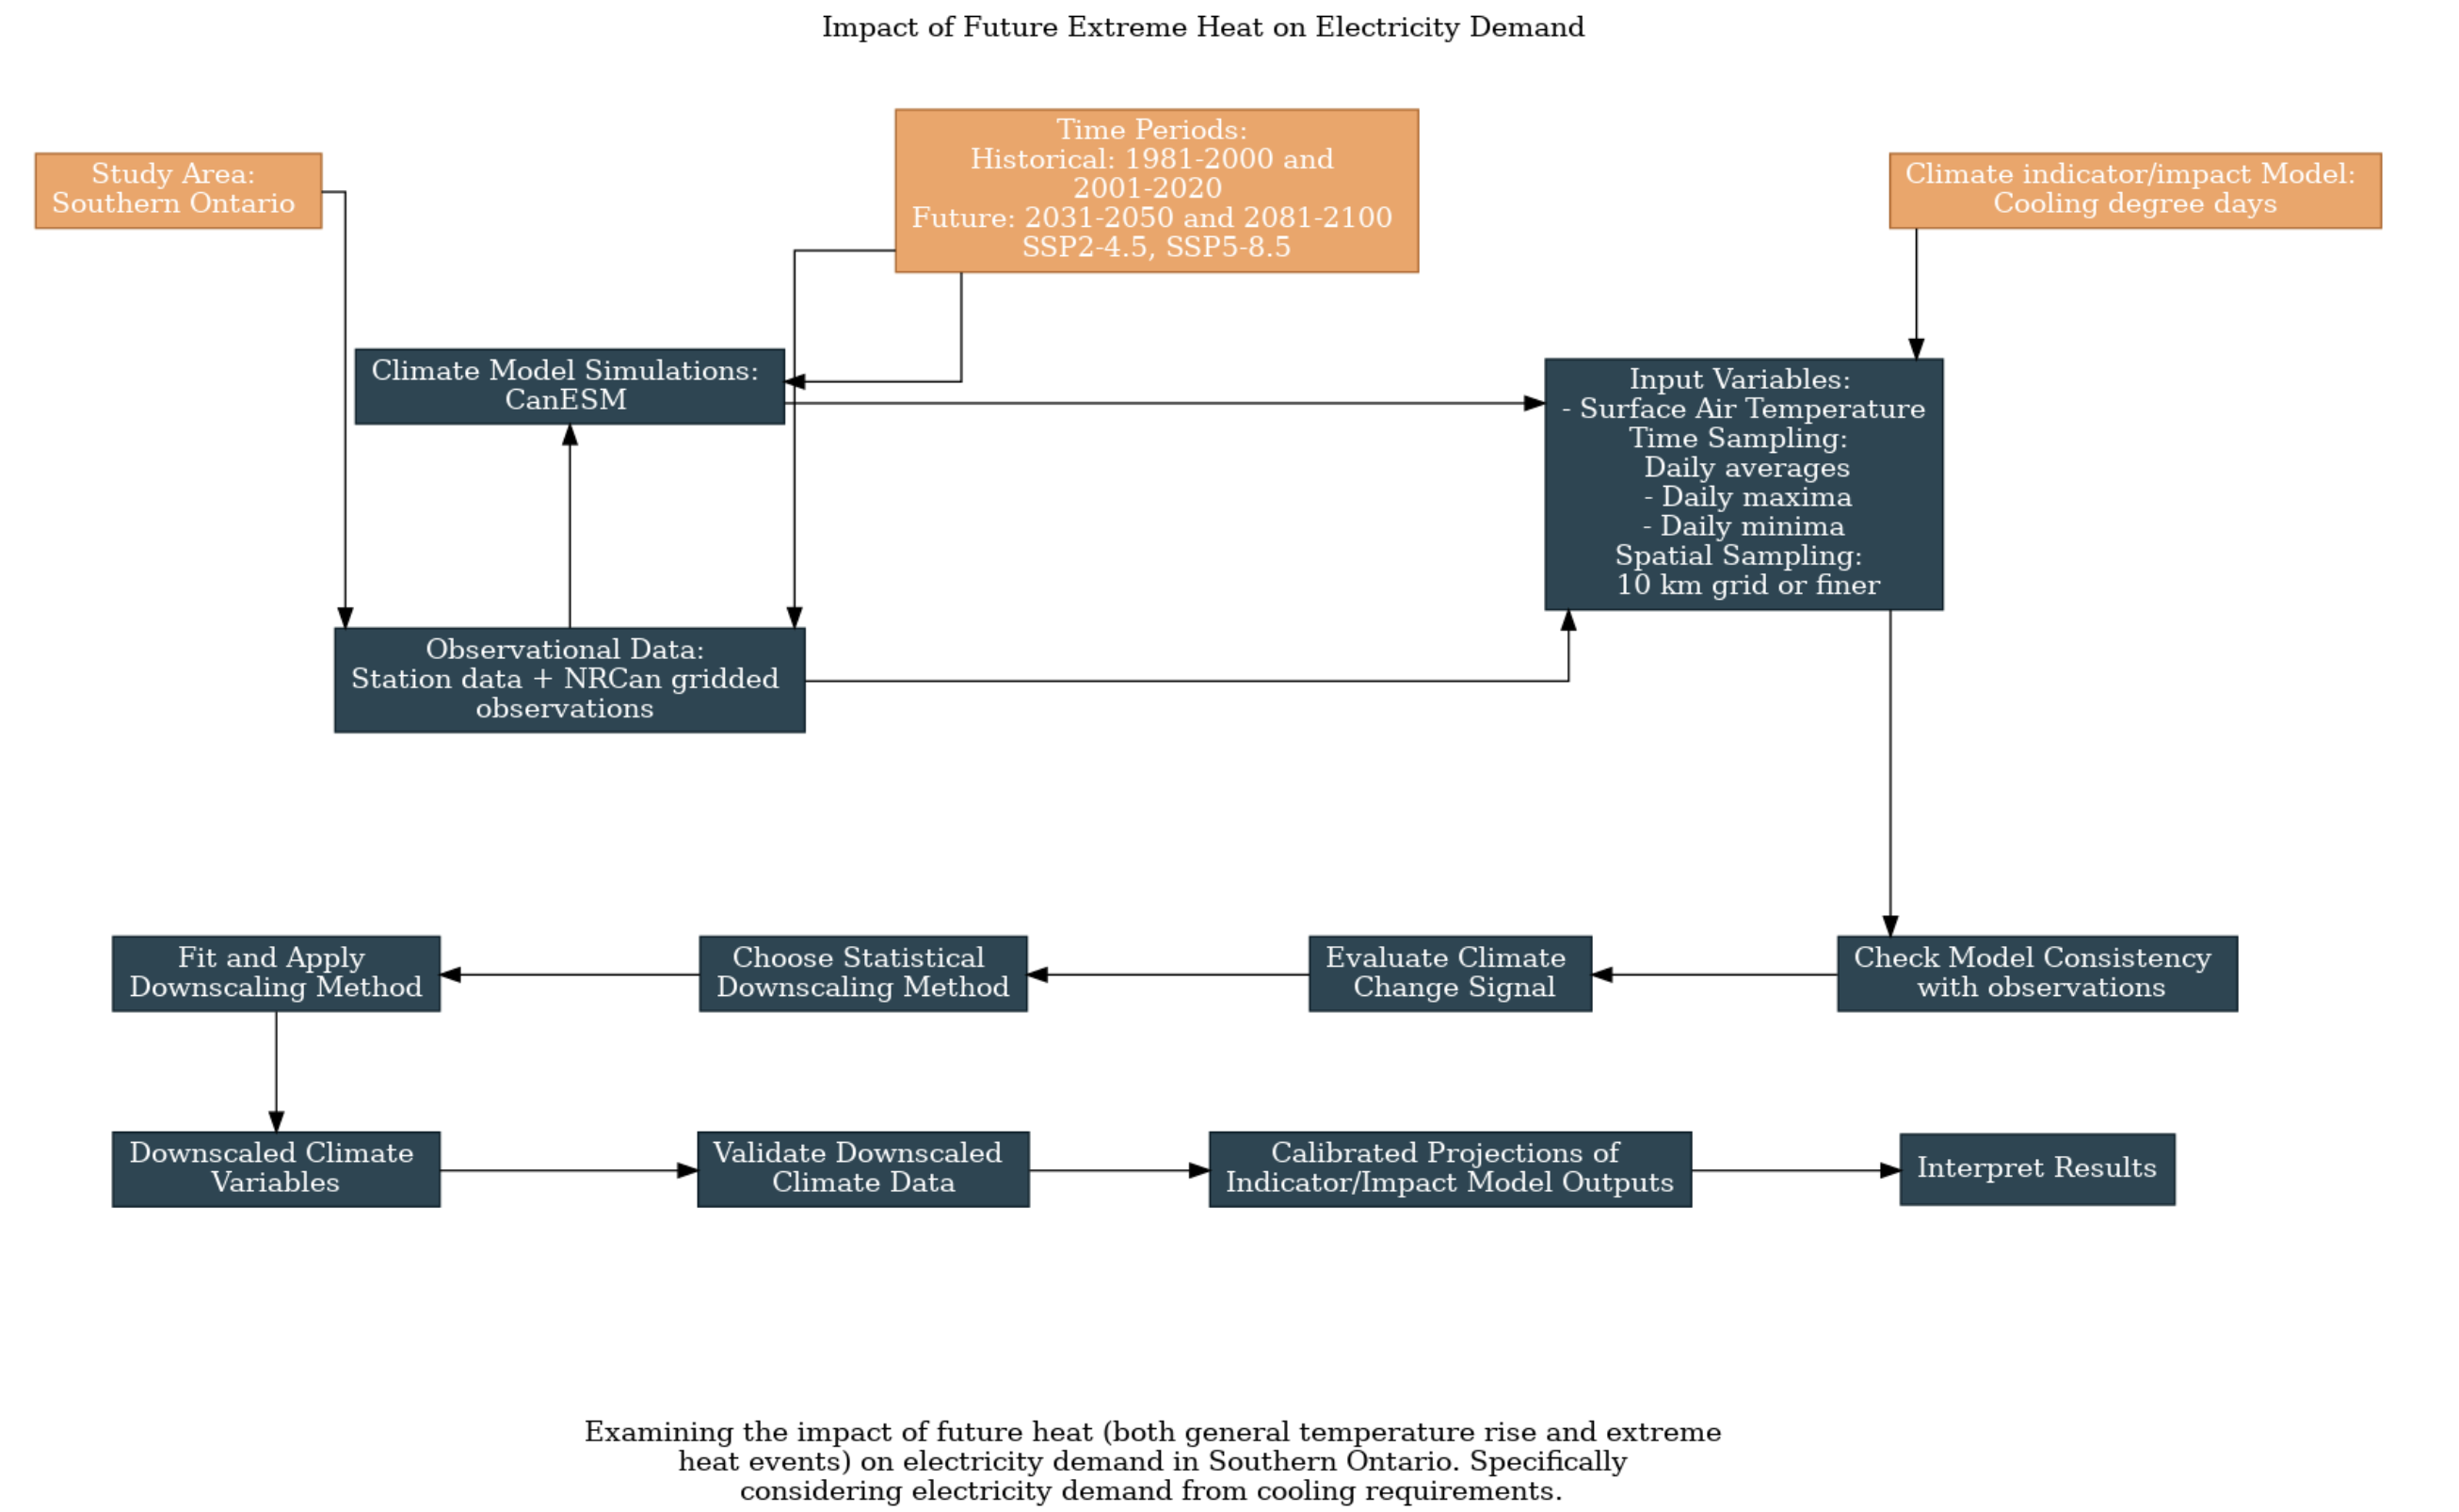 Impact of Future Extreme Heat on Electricity Demand
Study Area:
Southern Ontario
Time Periods:
Historical: 1981-2000 and
2001-2020
Future: 2031-2050 and 2081-2100
SSP2-4.5, SSP5-8.5
Climate indicator/impact Model:
Cooling degree days
Climate Model Simulations:
CanESM
Input Variables:
- Surface Air Temperature
Time Sampling:
Daily averages
- Daily maxima
- Daily minima
Spatial Sampling:
10 km grid or finer
Observational Data:
Station data + NRCan gridded
observations
Fit and Apply
Downscaling Method
Choose Statistical
Downscaling Method
Evaluate Climate
Change Signal
Check Model Consistency
with observations
Downscaled Climate
Variables
Validate Downscaled
Climate Data
Calibrated Projections of
Indicator/Impact Model Outputs
Interpret Results
Examining the impact of future heat (both general temperature rise and extreme
heat events) on electricity demand in Southern Ontario. Specifically
considering electricity demand from cooling requirements.